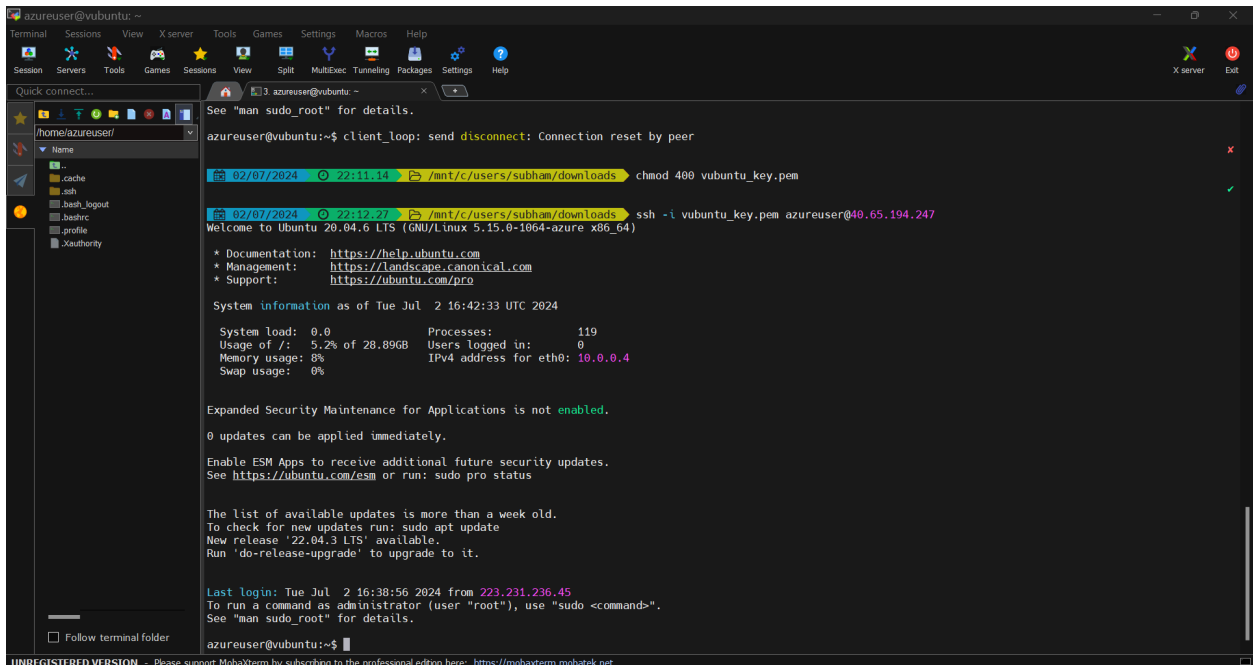 azureuser@vubuntu: ~
Terminal Sessions View X server Tools Games Settings Macros Help
Session Servers Tools Games Sessions View Split MultiExec Tunneling Packages Settings Help X server Exit
Quick connect...
3. azureuser@vubuntu: ~
/home/azureuser/
Name
..
.cache
.ssh
.bash_logout
.bashrc
.profile
.Xauthority
Follow terminal folder
See "man sudo_root" for details.
azureuser@vubuntu:~$ client_loop: send disconnect: Connection reset by peer
02/07/2024 22:11.14 /mnt/c/users/subham/downloads chmod 400 vubuntu_key.pem
02/07/2024 22:12.27 /mnt/c/users/subham/downloads ssh -i vubuntu_key.pem azureuser@40.65.194.247
Welcome to Ubuntu 20.04.6 LTS (GNU/Linux 5.15.0-1064-azure x86_64)
* Documentation: https://help.ubuntu.com
* Management: https://landscape.canonical.com
* Support: https://ubuntu.com/pro
System information as of Tue Jul 2 16:42:33 UTC 2024
System load: 0.0 Processes: 119
Usage of /: 5.2% of 28.89GB Users logged in: 0
Memory usage: 8% IPv4 address for eth0: 10.0.0.4
Swap usage: 0%
Expanded Security Maintenance for Applications is not enabled.
0 updates can be applied immediately.
Enable ESM Apps to receive additional future security updates.
See https://ubuntu.com/esm or run: sudo pro status
The list of available updates is more than a week old.
To check for new updates run: sudo apt update
New release '22.04.3 LTS' available.
Run 'do-release-upgrade' to upgrade to it.
Last login: Tue Jul 2 16:38:56 2024 from 223.231.236.45
To run a command as administrator (user "root"), use "sudo <command>".
See "man sudo_root" for details.
azureuser@vubuntu:~$
UNREGISTERED VERSION - Please support MobaXterm by subscribing to the professional edition here: https://mobaxterm.mobatek.net